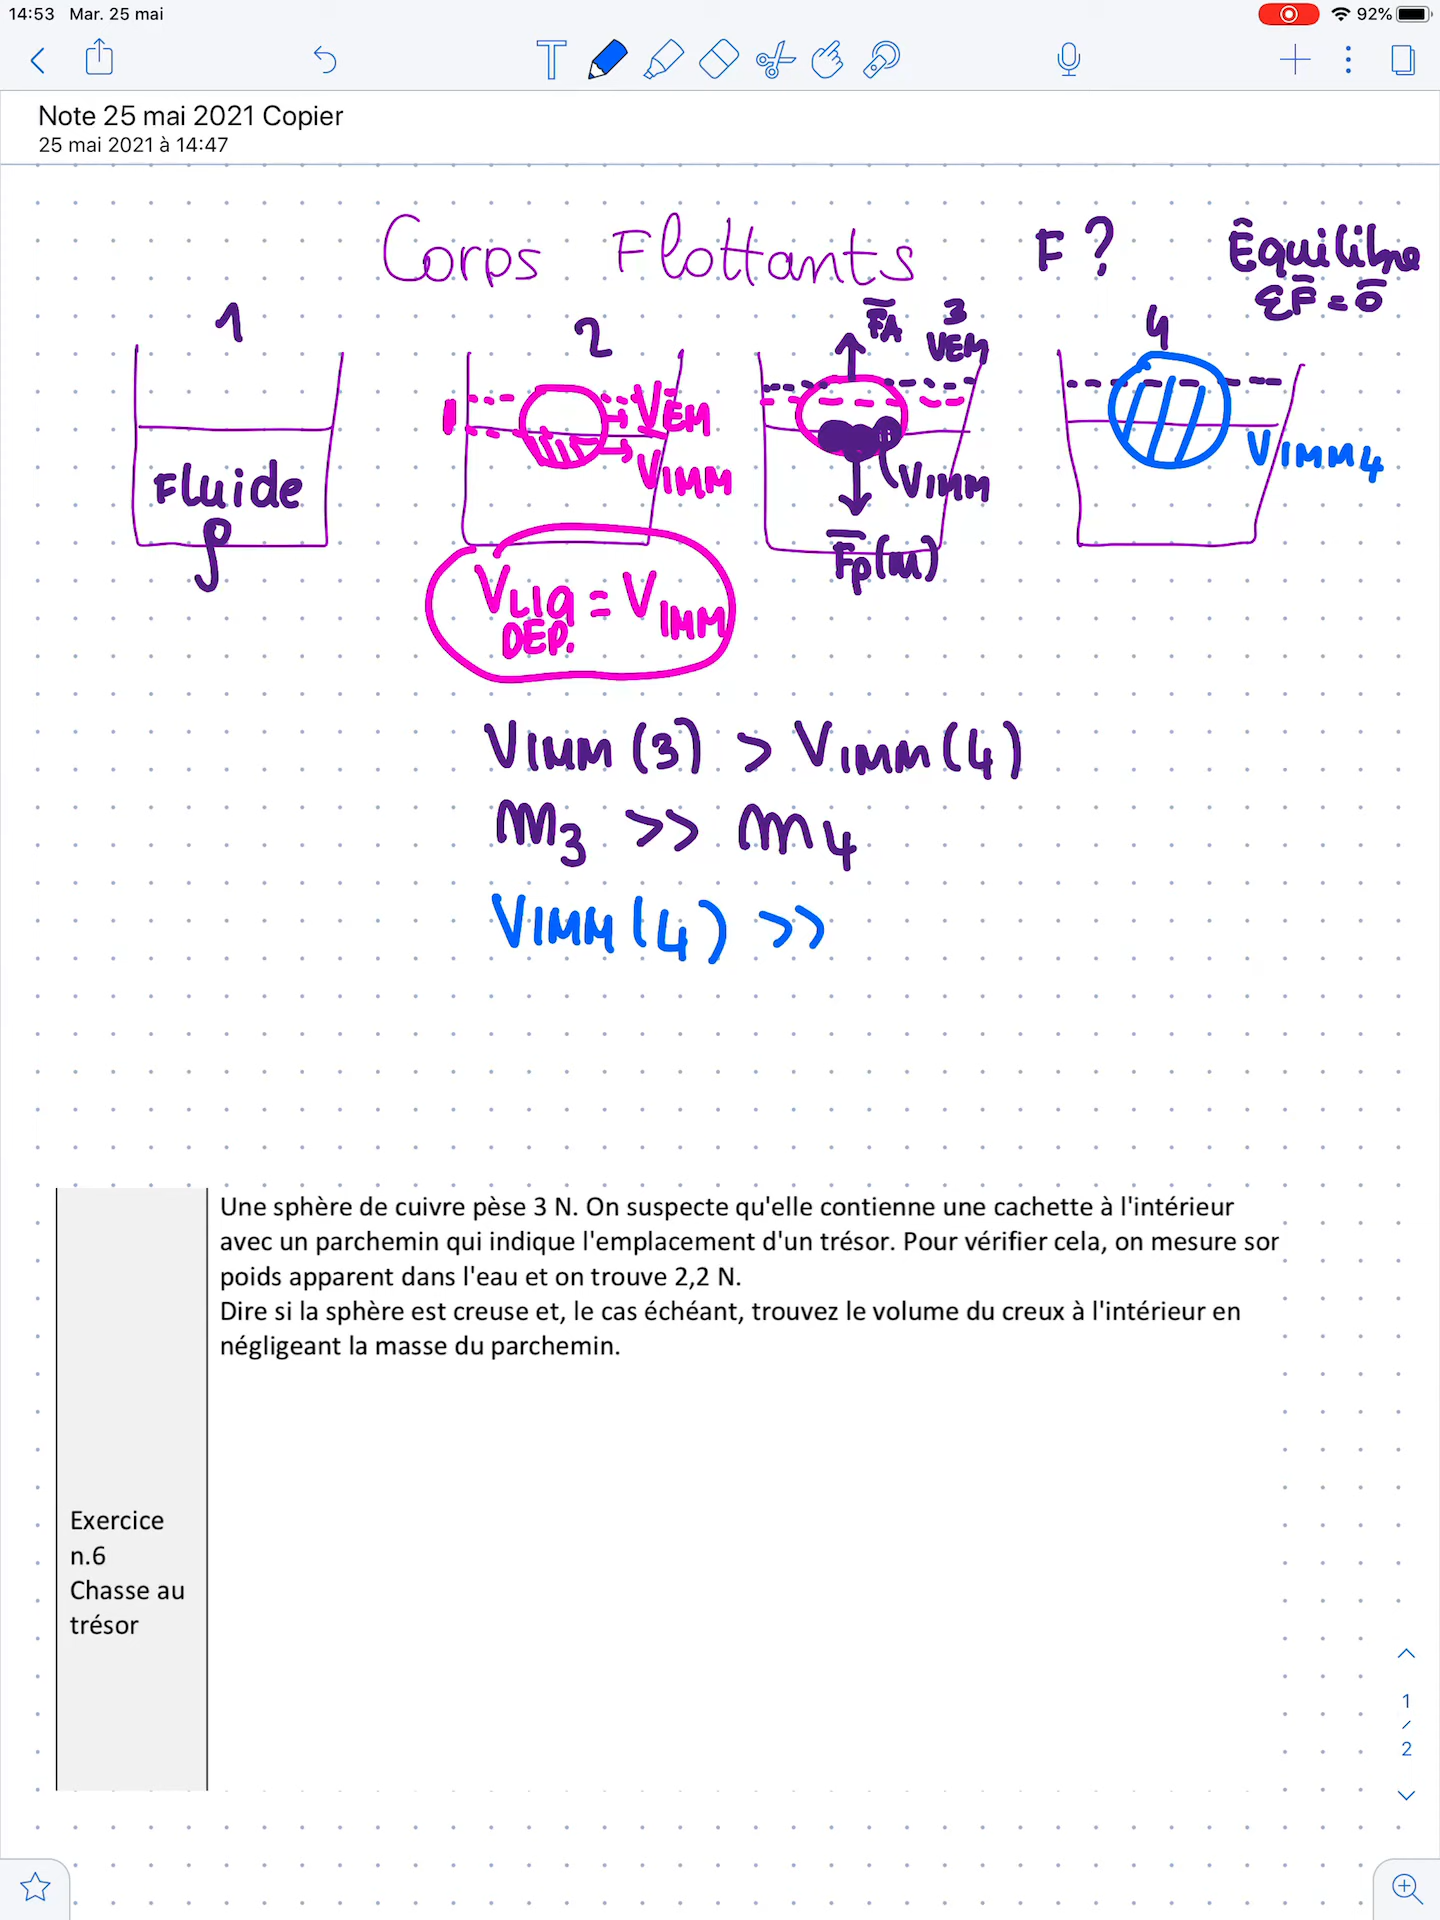 14:53 Mar. 25 mai 92%
Note 25 mai 2021 Copier
25 mai 2021 à 14:47
Corps Flottants F ? Équilibre
ΣF̅ = 0̅
1 2 3 4
F̅A VEM
VEM
VIMM
Fluide
ρ
VIMM
VIMM4
F̅p(m)
VLIQ = VIMM
DEP.
VIMM (3) > VIMM (4)
m3 >> m4
VIMM (4) >>
Une sphère de cuivre pèse 3 N. On suspecte qu'elle contienne une cachette à l'intérieur
avec un parchemin qui indique l'emplacement d'un trésor. Pour vérifier cela, on mesure sor
poids apparent dans l'eau et on trouve 2,2 N.
Dire si la sphère est creuse et, le cas échéant, trouvez le volume du creux à l'intérieur en
négligeant la masse du parchemin.
Exercice
n.6
Chasse au
trésor
1
/
2